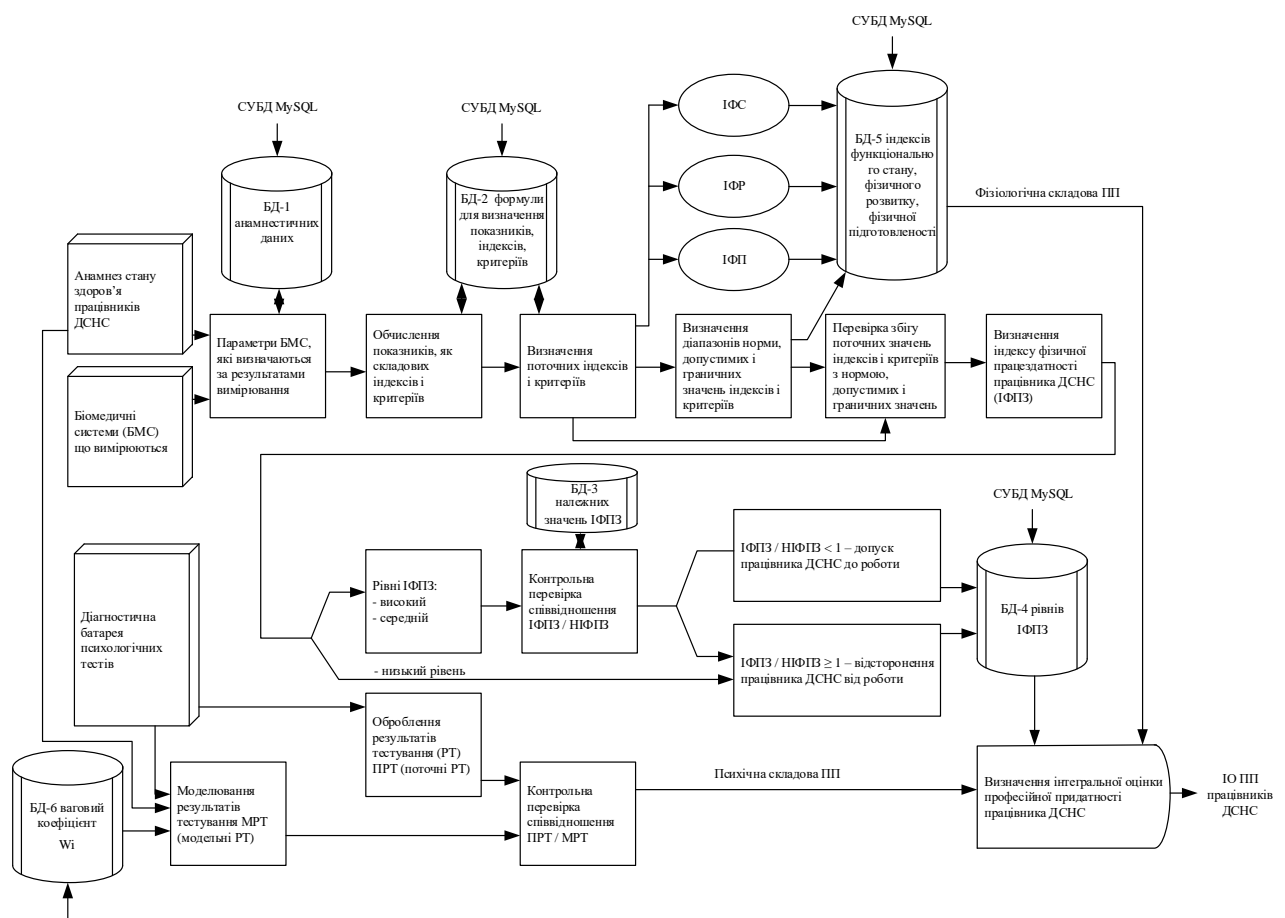 СУБД MySQL
СУБД MySQL
СУБД MySQL
ІФС
ІФР
ІФП
БД-5 індексів
функціонально
го стану,
фізичного
розвитку,
фізичної
підготовленості
БД-1
анамнестичних
даних
БД-2 формули
для визначення
показників,
індексів,
критеріїв
Фізіологічна складова ПП
Анамнез стану
здоров’я
працівників
ДСНС
Біомедичні
системи (БМС)
що вимірюються
Параметри БМС,
які визначаються
за результатами
вимірювання
Обчислення
показників, як
складових
індексів і
критеріїв
Визначення
поточних індексів
і критеріїв
Визначення
діапазонів норми,
допустимих і
граничних
значень індексів і
критеріїв
Перевірка збігу
поточних значень
індексів і критеріїв
з нормою,
допустимих і
граничних значень
Визначення
індексу фізичної
працездатності
працівника ДСНС
(ІФПЗ)
БД-3
належних
значень ІФПЗ
СУБД MySQL
Діагностична
батарея
психологічних
тестів
Рівні ІФПЗ:
- високий
- середній
Контрольна
перевірка
співвідношення
ІФПЗ / НІФПЗ
ІФПЗ / НІФПЗ < 1 – допуск
працівника ДСНС до роботи
ІФПЗ / НІФПЗ ≥ 1 – відсторонення
працівника ДСНС від роботи
БД-4 рівнів
ІФПЗ
- низький рівень
Оброблення
результатів
тестування (РТ)
ПРТ (поточні РТ)
БД-6 ваговий
коефіцієнт
Wi
Моделювання
результатів
тестування МРТ
(модельні РТ)
Контрольна
перевірка
співвідношення
ПРТ / МРТ
Психічна складова ПП
Визначення інтегральної оцінки
професійної придатності
працівника ДСНС
ІО ПП
працівників
ДСНС